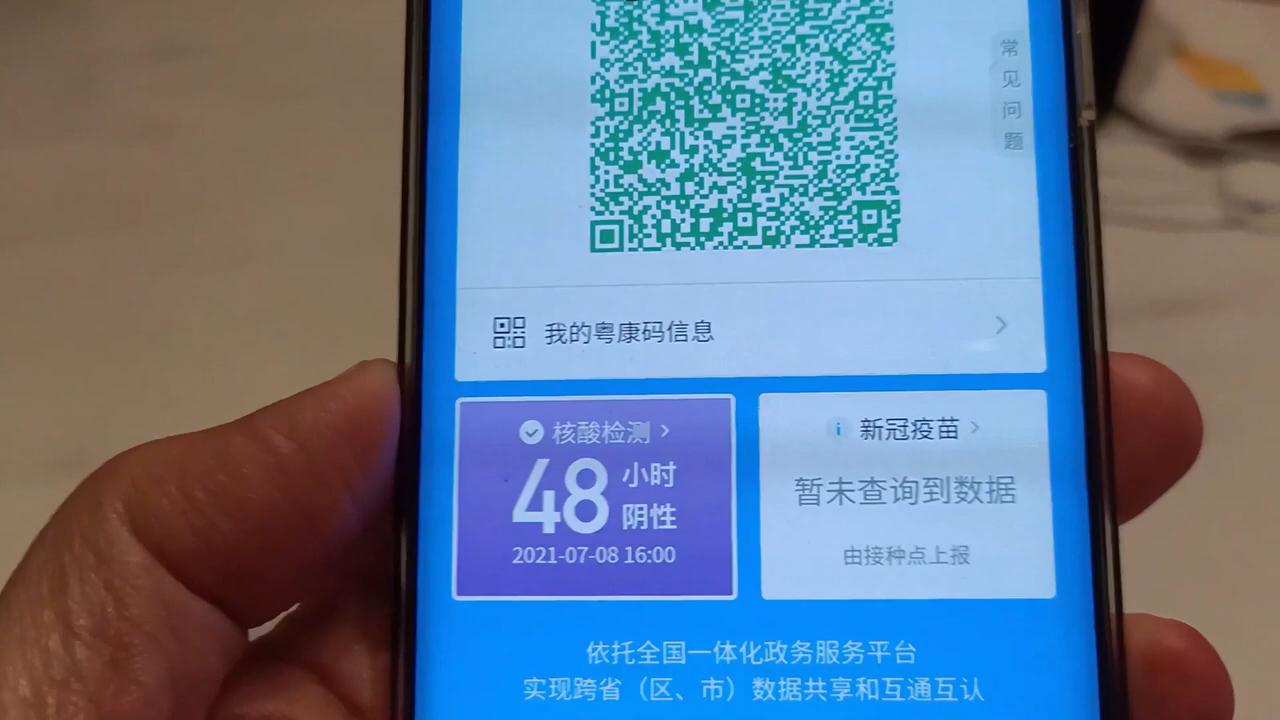 常见问题
我的粤康码信息
核酸检测
48 小时
阴性
2021-07-08 16:00
新冠疫苗
暂未查询到数据
由接种点上报
依托全国一体化政务服务平台
实现跨省（区、市）数据共享和互通互认